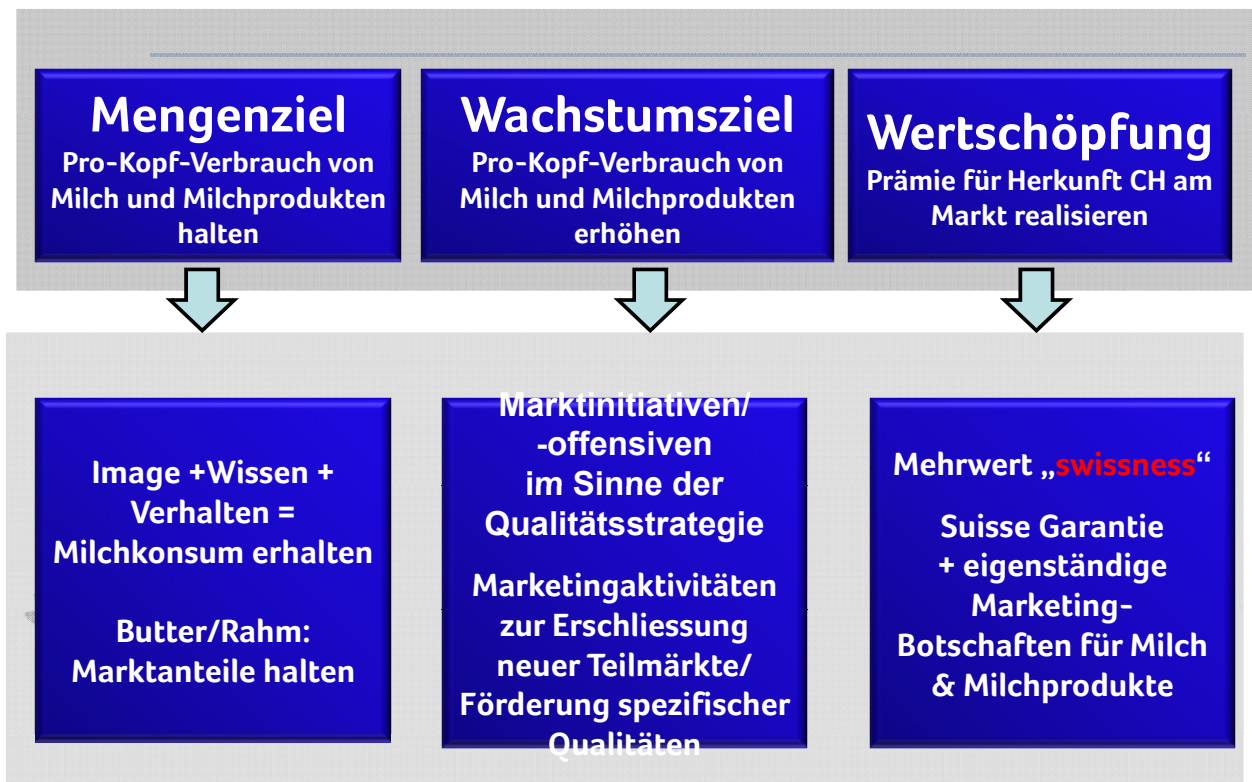 Mengenziel
Pro-Kopf-Verbrauch von
Milch und Milchprodukten
halten
Wachstumsziel
Pro-Kopf-Verbrauch von
Milch und Milchprodukten
erhöhen
Wertschöpfung
Prämie für Herkunft CH am
Markt realisieren
Image +Wissen +
Verhalten =
Milchkonsum erhalten
Butter/Rahm:
Marktanteile halten
Marktinitiativen/
-offensiven
im Sinne der
Qualitätsstrategie
Marketingaktivitäten
zur Erschliessung
neuer Teilmärkte/
Förderung spezifischer
Qualitäten
Mehrwert „swissness“
Suisse Garantie
+ eigenständige
Marketing-
Botschaften für Milch
& Milchprodukte